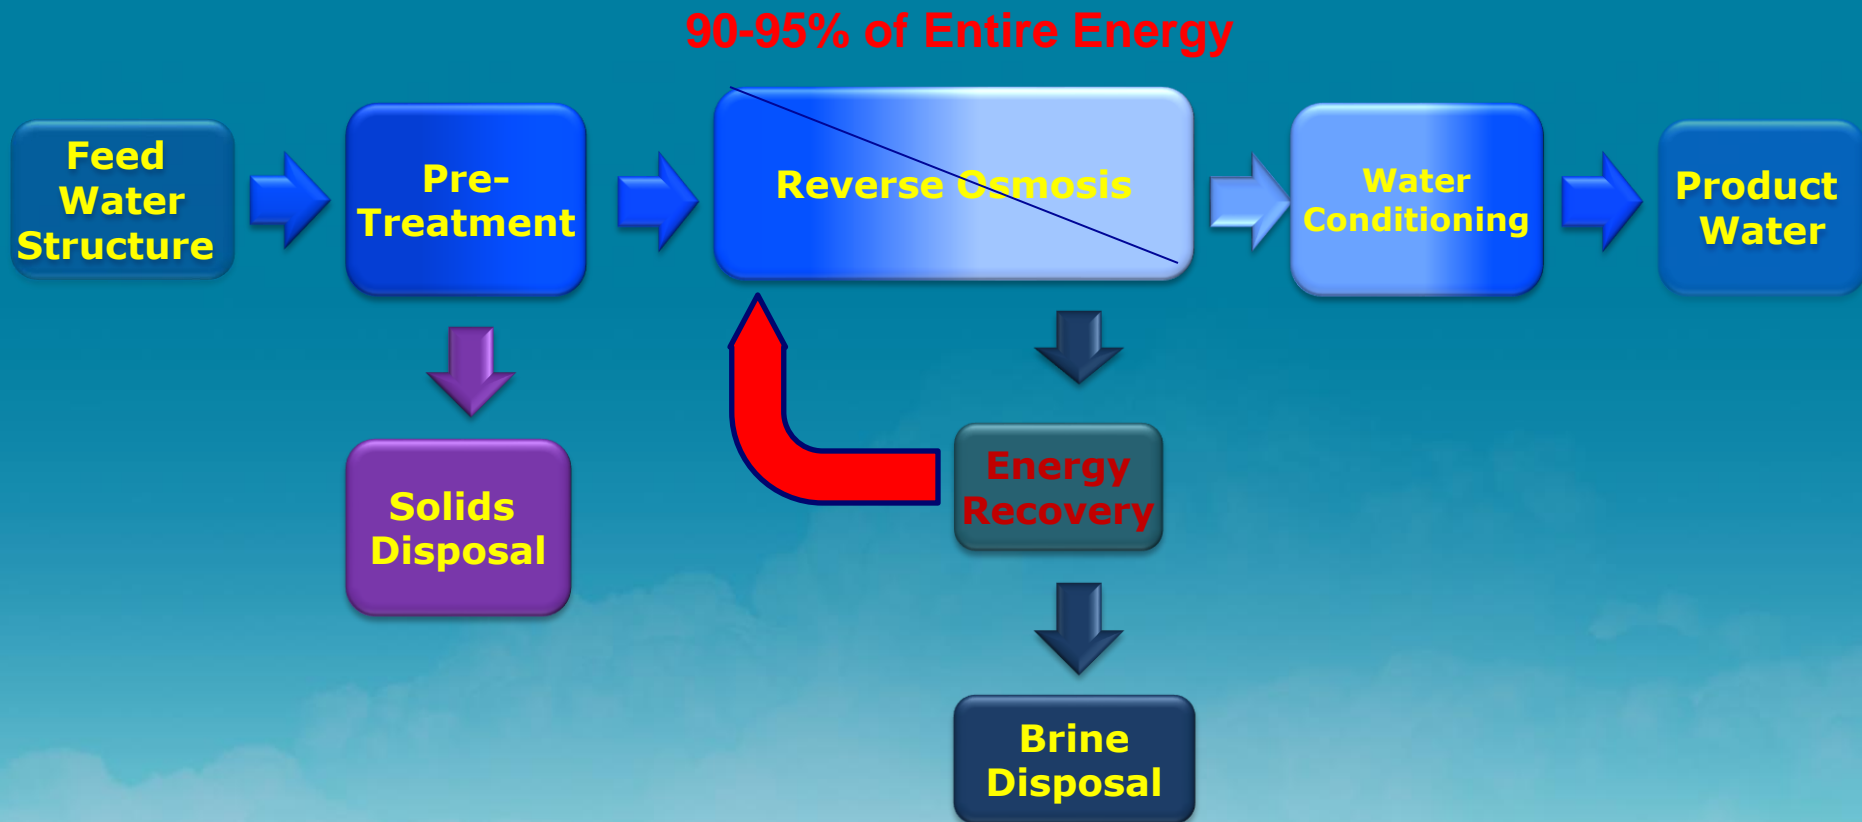 90-95% of Entire Energy
Feed
Water
Structure
Pre-
Treatment
Reverse Osmosis
Water
Conditioning
Product
Water
Solids
Disposal
Energy
Recovery
Brine
Disposal